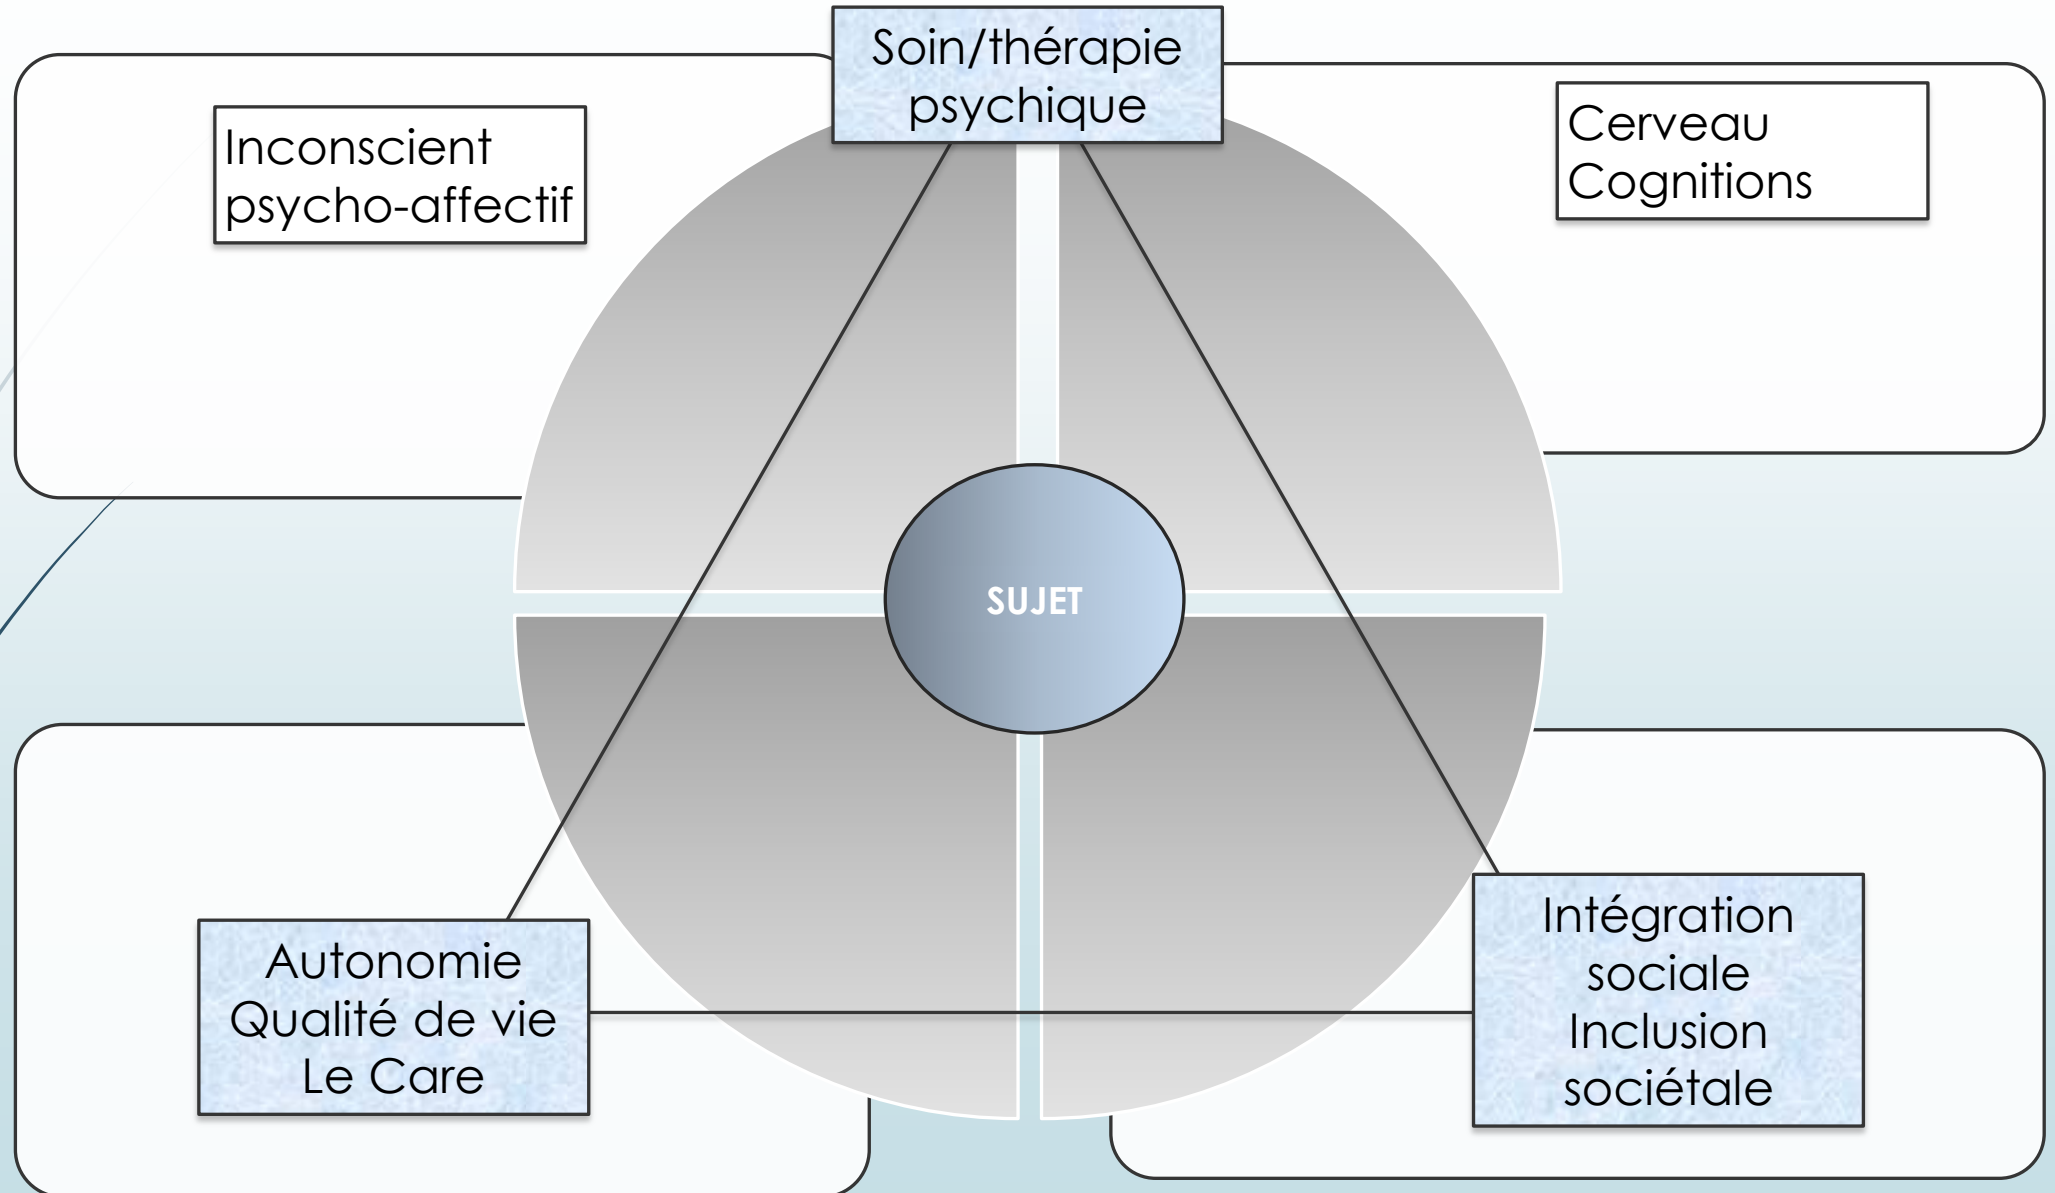 Soin/thérapie
psychique
Inconscient
psycho-affectif
Cerveau
Cognitions
SUJET
Autonomie
Qualité de vie
Le Care
Intégration
sociale
Inclusion
sociétale